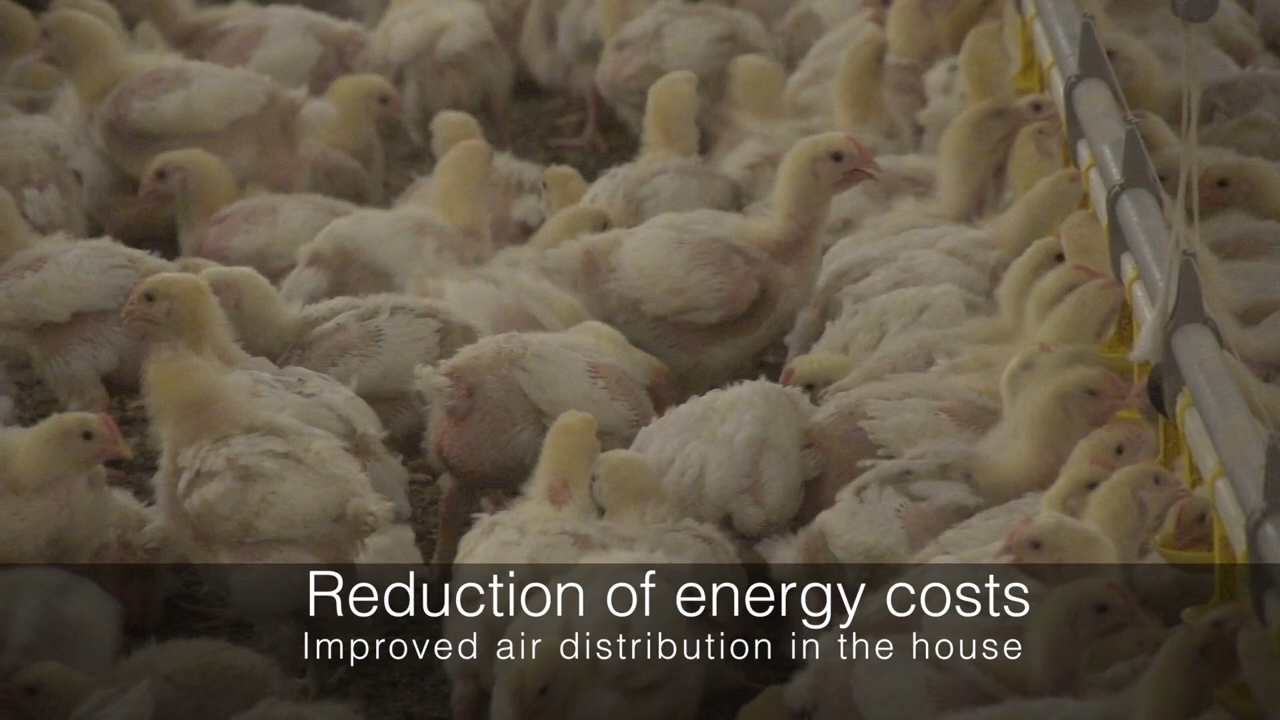 Reduction of energy costs
Improved air distribution in the house